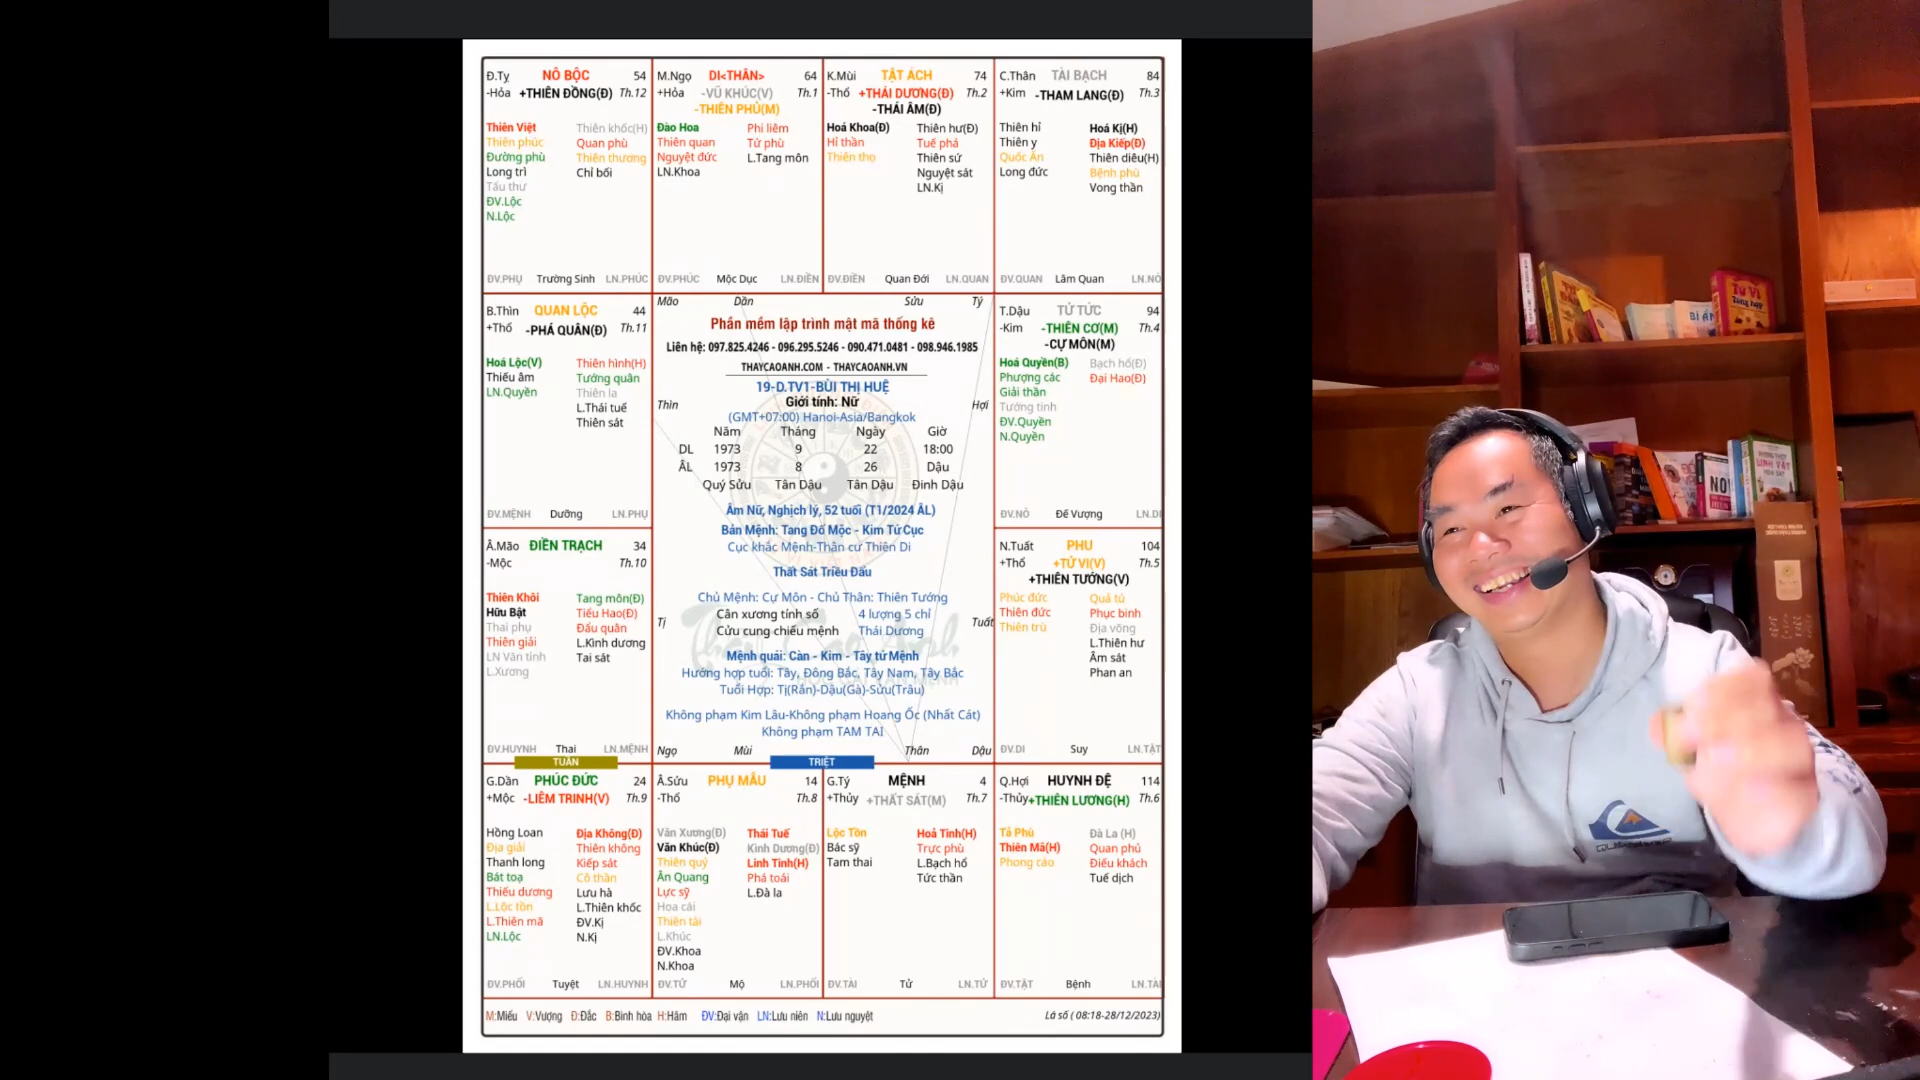 Đ.Tỵ NÔ BỘC 54
-Hỏa +THIÊN ĐỒNG(Đ) Th.12
Thiên Việt Thiên khốc(H)
Thiên phúc Quan phù
Đường phù Thiên thương
Long trì Chỉ bối
Tấu thư
ĐV.Lộc
N.Lộc
ĐV.PHỤ Trường Sinh LN.PHÚC
M.Ngọ DI<THÂN> 64
+Hỏa -VŨ KHÚC(V) Th.1
-THIÊN PHỦ(M)
Đào Hoa Phi liêm
Thiên quan Tử phù
Nguyệt đức L.Tang môn
LN.Khoa
ĐV.PHÚC Mộc Dục LN.ĐIỀN
K.Mùi TẬT ÁCH 74
-Thổ +THÁI DƯƠNG(Đ) Th.2
-THÁI ÂM(Đ)
Hoá Khoa(Đ) Thiên hư(Đ)
Hỉ thần Tuế phá
Thiên thọ Thiên sứ
Nguyệt sát
LN.Kị
ĐV.ĐIỀN Quan Đới LN.QUAN
C.Thân TÀI BẠCH 84
+Kim -THAM LANG(Đ) Th.3
Thiên hỉ Hoá Kị(H)
Thiên y Địa Kiếp(Đ)
Quốc Ấn Thiên diêu(H)
Long đức Bệnh phù
Vong thần
ĐV.QUAN Lâm Quan LN.NÔ
B.Thìn QUAN LỘC 44
+Thổ -PHÁ QUÂN(Đ) Th.11
Hoá Lộc(V) Thiên hình(H)
Thiếu âm Tướng quân
LN.Quyền Thiên la
L.Thái tuế
Thiên sát
ĐV.MỆNH Dưỡng LN.PHỤ
Mão Dần Sửu Tý
Phần mềm lập trình mật mã thống kê
Liên hệ: 097.825.4246 - 096.295.5246 - 090.471.0481 - 098.946.1985
THAYCAOANH.COM - THAYCAOANH.VN
19-D.TV1-BÙI THỊ HUỆ
Giới tính: Nữ
Thìn Hợi
(GMT+07:00) Hanoi-Asia/Bangkok
Năm Tháng Ngày Giờ
DL 1973 9 22 18:00
ÂL 1973 8 26 Dậu
Quý Sửu Tân Dậu Tân Dậu Đinh Dậu
Âm Nữ, Nghịch lý, 52 tuổi (T1/2024 ÂL)
Bản Mệnh: Tang Đố Mộc - Kim Tứ Cục
Cục khắc Mệnh-Thân cư Thiên Di
Thất Sát Triều Đẩu
Chủ Mệnh: Cự Môn - Chủ Thân: Thiên Tướng
Cân xương tính số 4 lượng 5 chỉ
Tị Tuất
Cửu cung chiếu mệnh Thái Dương
Mệnh quái: Càn - Kim - Tây tứ Mệnh
Hướng hợp tuổi: Tây, Đông Bắc, Tây Nam, Tây Bắc
Tuổi Hợp: Tị(Rắn)-Dậu(Gà)-Sửu(Trâu)
Không phạm Kim Lâu-Không phạm Hoang Ốc (Nhất Cát)
Không phạm TAM TAI
Ngọ Mùi Thân Dậu
T.Dậu TỬ TỨC 94
-Kim -THIÊN CƠ(M) Th.4
-CỰ MÔN(M)
Hoá Quyền(B) Bạch hổ(Đ)
Phượng các Đại Hao(Đ)
Giải thần
Tướng tinh
ĐV.Quyền
N.Quyền
ĐV.NÔ Đế Vượng LN.DI
Â.Mão ĐIỀN TRẠCH 34
-Mộc Th.10
Thiên Khôi Tang môn(Đ)
Hữu Bật Tiểu Hao(Đ)
Thai phụ Đẩu quân
Thiên giải L.Kình dương
LN Văn tinh Tai sát
L.Xương
ĐV.HUYNH Thai LN.MỆNH
N.Tuất PHU 104
+Thổ +TỬ VI(V) Th.5
+THIÊN TƯỚNG(V)
Phúc đức Quả tú
Thiên đức Phục binh
Thiên trù Địa võng
L.Thiên hư
Âm sát
Phan an
ĐV.DI Suy LN.TẬT
TUẦN
TRIỆT
G.Dần PHÚC ĐỨC 24
+Mộc -LIÊM TRINH(V) Th.9
Hồng Loan Địa Không(Đ)
Địa giải Thiên không
Thanh long Kiếp sát
Bát toạ Cô thần
Thiếu dương Lưu hà
L.Lộc tồn L.Thiên khốc
L.Thiên mã ĐV.Kị
LN.Lộc N.Kị
ĐV.PHỐI Tuyệt LN.HUYNH
Â.Sửu PHỤ MẪU 14
-Thổ Th.8
Văn Xương(Đ) Thái Tuế
Văn Khúc(Đ) Kình Dương(Đ)
Thiên quý Linh Tinh(H)
Ân Quang Phá toái
Lực sỹ L.Đà la
Hoa cái
Thiên tài
L.Khúc
ĐV.Khoa
N.Khoa
ĐV.TỬ Mộ LN.PHỐI
G.Tý MỆNH 4
+Thủy +THẤT SÁT(M) Th.7
Lộc Tồn Hoả Tinh(H)
Bác sỹ Trực phù
Tam thai L.Bạch hổ
Tức thần
ĐV.TÀI Tử LN.TỬ
Q.Hợi HUYNH ĐỆ 114
-Thủy +THIÊN LƯƠNG(H) Th.6
Tả Phù Đà La (H)
Thiên Mã(H) Quan phủ
Phong cáo Điếu khách
Tuế dịch
ĐV.TẬT Bệnh LN.TÀI
M:Miếu V:Vượng Đ:Đắc B:Bình hòa H:Hãm ĐV:Đại vận LN:Lưu niên N:Lưu nguyệt
Lá số ( 08:18-28/12/2023)